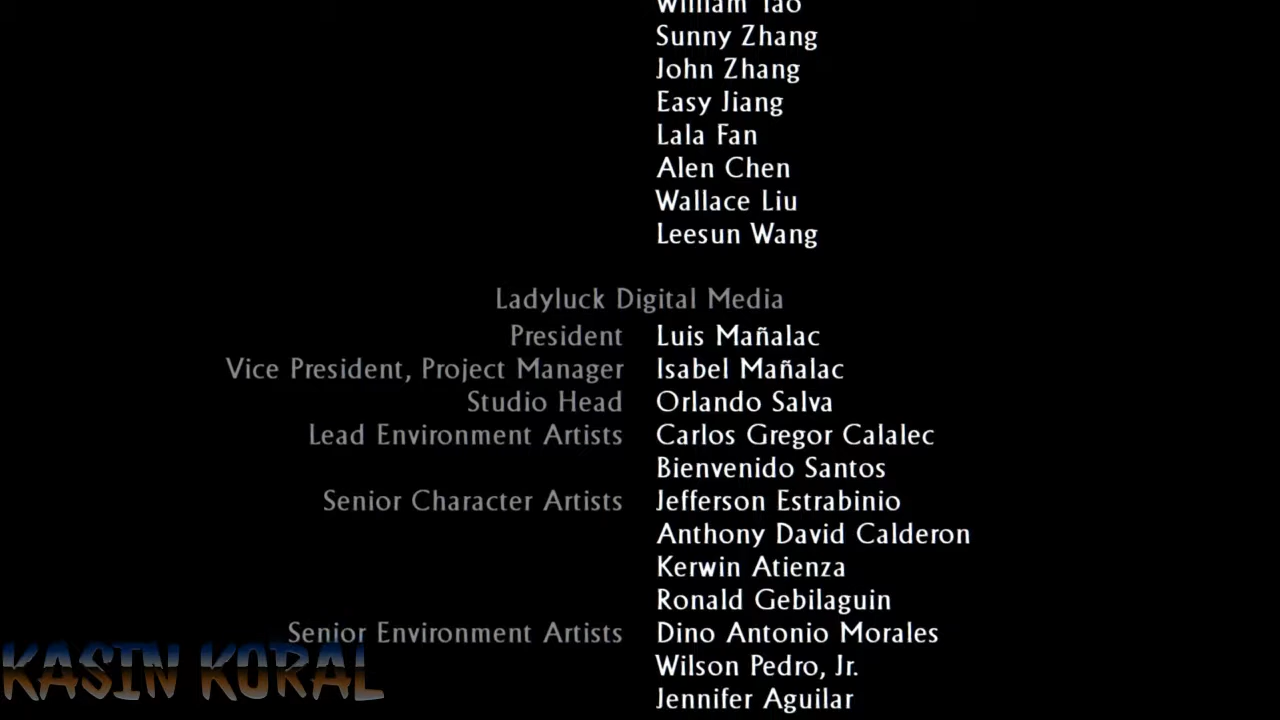 William Tao
Sunny Zhang
John Zhang
Easy Jiang
Lala Fan
Alen Chen
Wallace Liu
Leesun Wang
Ladyluck Digital Media
President Luis Mañalac
Vice President, Project Manager Isabel Mañalac
Studio Head Orlando Salva
Lead Environment Artists Carlos Gregor Calalec
Bienvenido Santos
Senior Character Artists Jefferson Estrabinio
Anthony David Calderon
Kerwin Atienza
Ronald Gebilaguin
Senior Environment Artists Dino Antonio Morales
Wilson Pedro, Jr.
Jennifer Aguilar
KASIN KORAL